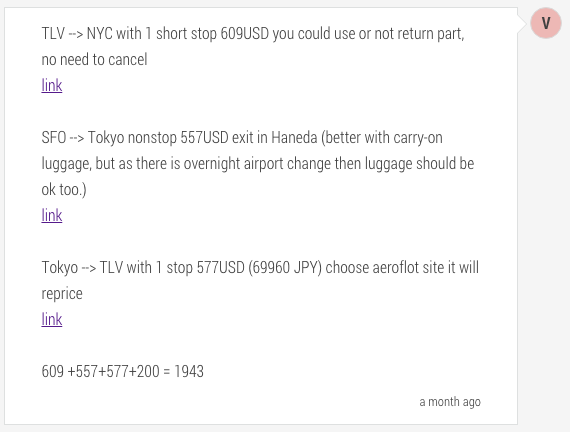 V
TLV --> NYC with 1 short stop 609USD you could use or not return part,
no need to cancel
link
SFO --> Tokyo nonstop 557USD exit in Haneda (better with carry-on
luggage, but as there is overnight airport change then luggage should be
ok too.)
link
Tokyo --> TLV with 1 stop 577USD (69960 JPY) choose aeroflot site it will
reprice
link
609 +557+577+200 = 1943
a month ago